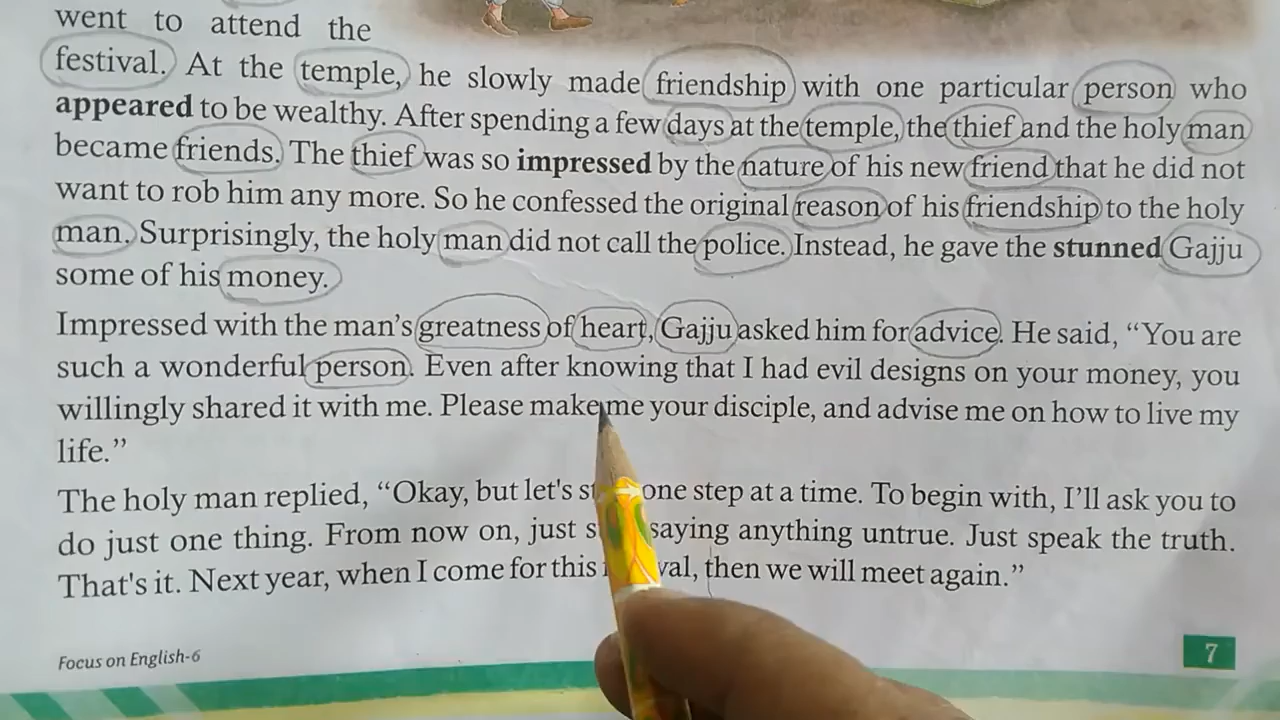 went to attend the
festival. At the temple, he slowly made friendship with one particular person who
appeared to be wealthy. After spending a few days at the temple, the thief and the holy man
became friends. The thief was so impressed by the nature of his new friend that he did not
want to rob him any more. So he confessed the original reason of his friendship to the holy
man. Surprisingly, the holy man did not call the police. Instead, he gave the stunned Gajju
some of his money.
Impressed with the man's greatness of heart, Gajju asked him for advice. He said, “You are
such a wonderful person. Even after knowing that I had evil designs on your money, you
willingly shared it with me. Please make me your disciple, and advise me on how to live my
life.”
The holy man replied, “Okay, but let's one step at a time. To begin with, I'll ask you to
do just one thing. From now on, just saying anything untrue. Just speak the truth.
That's it. Next year, when I come for this then we will meet again.”
Focus on English-6
7